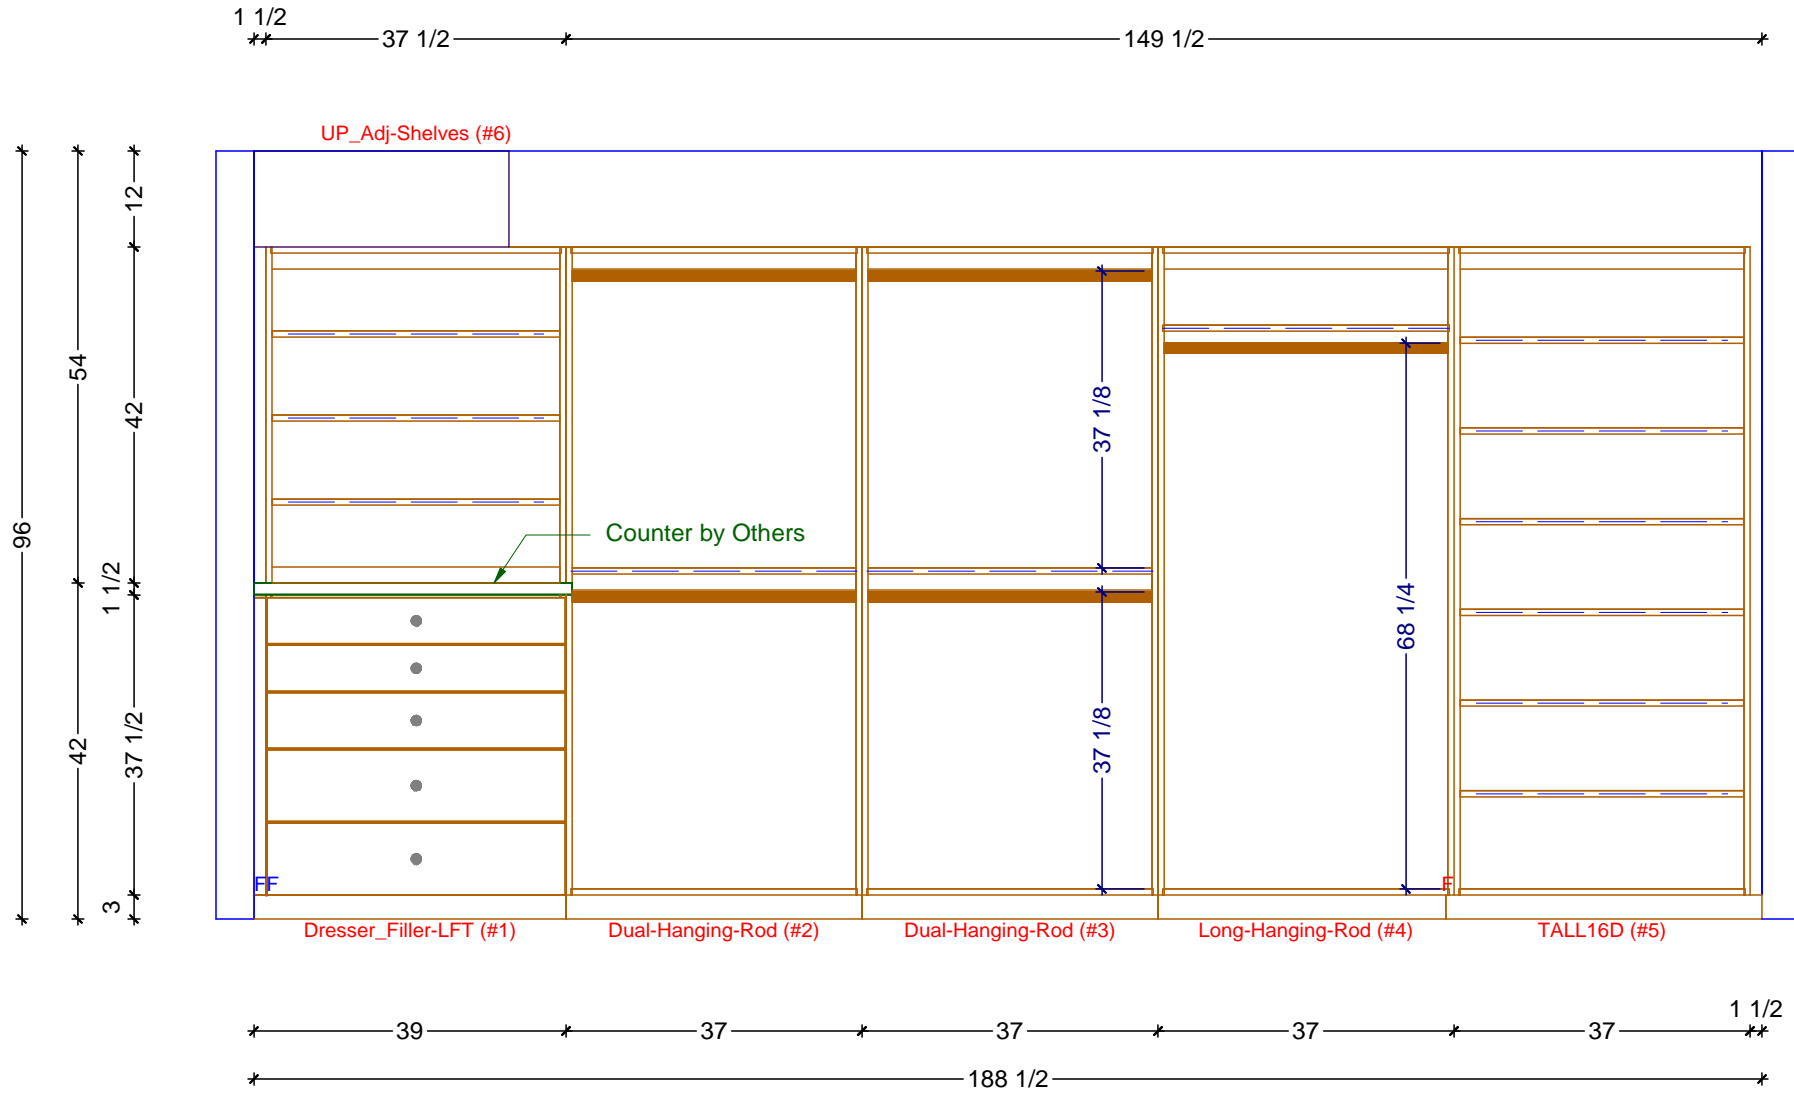 1 1/2
37 1/2
149 1/2
UP_Adj-Shelves (#6)
12
54
42
37 1/8
Counter by Others
96
1 1/2
68 1/4
42
37 1/2
37 1/8
3
FF
F
Dresser_Filler-LFT (#1)
Dual-Hanging-Rod (#2)
Dual-Hanging-Rod (#3)
Long-Hanging-Rod (#4)
TALL16D (#5)
1 1/2
39
37
37
37
37
188 1/2